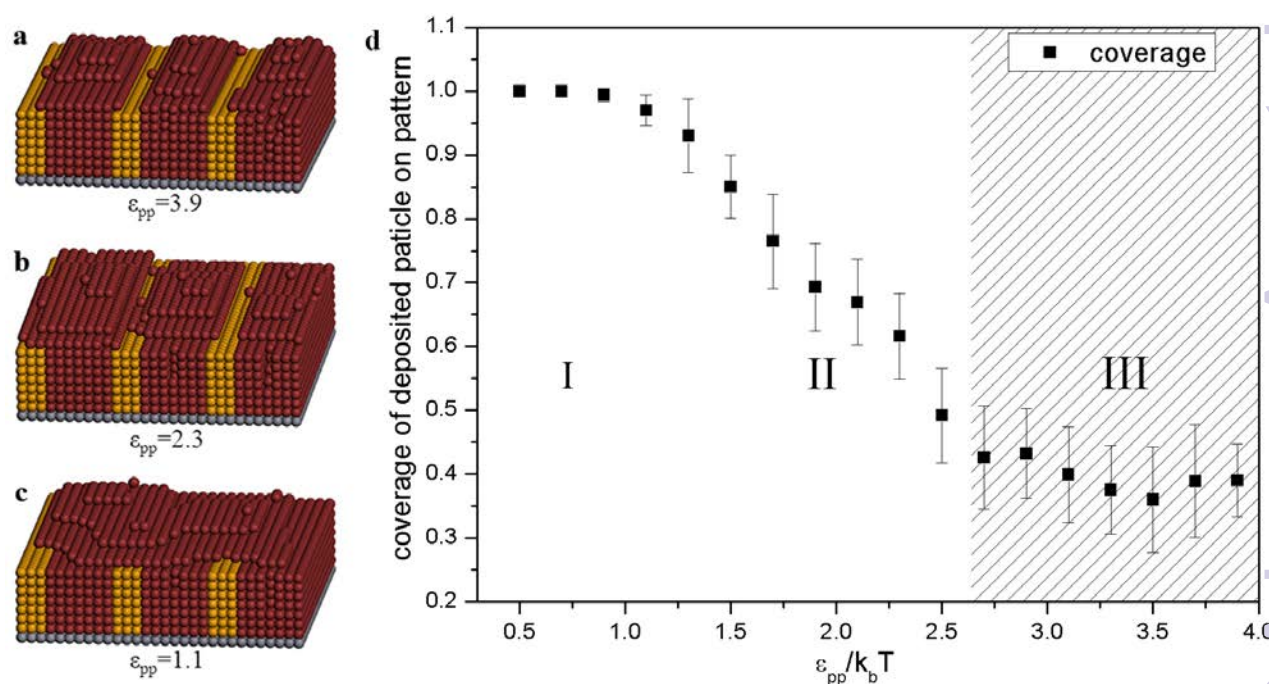 a
εpp=3.9
b
εpp=2.3
c
εpp=1.1
d
coverage of deposited paticle on pattern
1.1
1.0
0.9
0.8
0.7
0.6
0.5
0.4
0.3
0.2
coverage
I
II
III
0.5 1.0 1.5 2.0 2.5 3.0 3.5 4.0
εpp/kbT